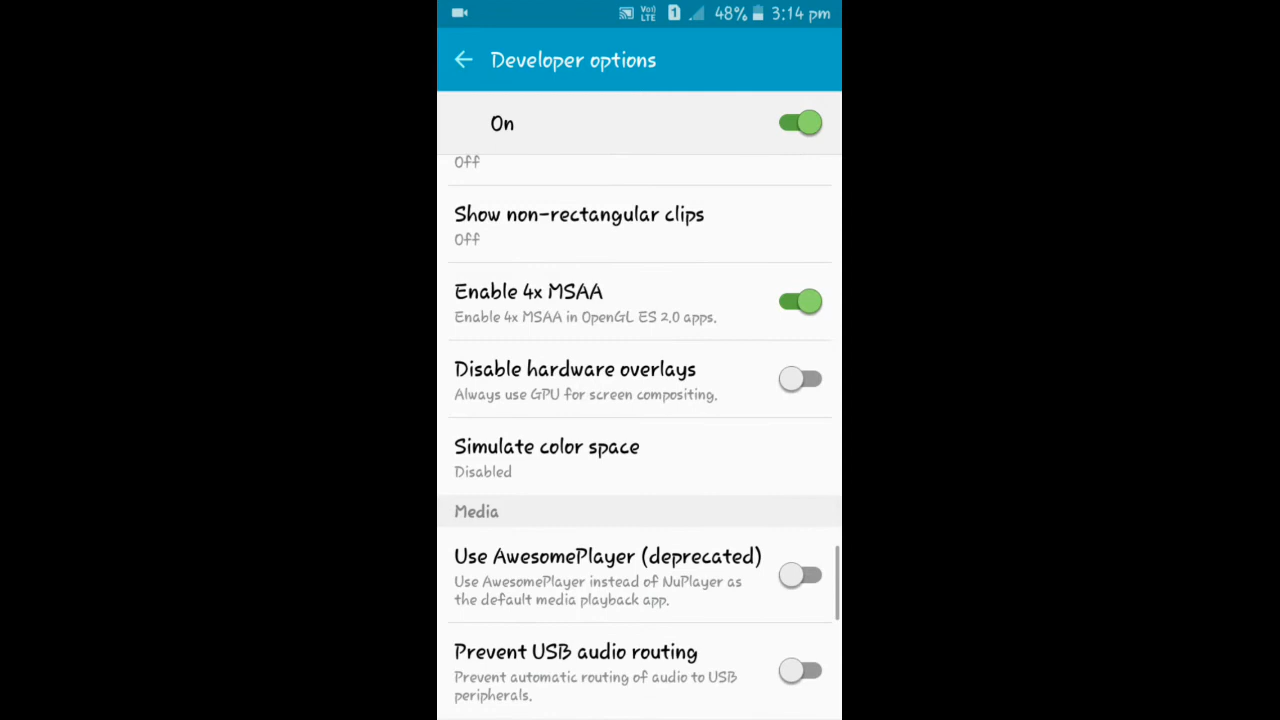 Vo) LTE 1 48% 3:14 pm
Developer options
On
Off
Show non-rectangular clips
Off
Enable 4x MSAA
Enable 4x MSAA in OpenGL ES 2.0 apps.
Disable hardware overlays
Always use GPU for screen compositing.
Simulate color space
Disabled
Media
Use AwesomePlayer (deprecated)
Use AwesomePlayer instead of NuPlayer as
the default media playback app.
Prevent USB audio routing
Prevent automatic routing of audio to USB
peripherals.